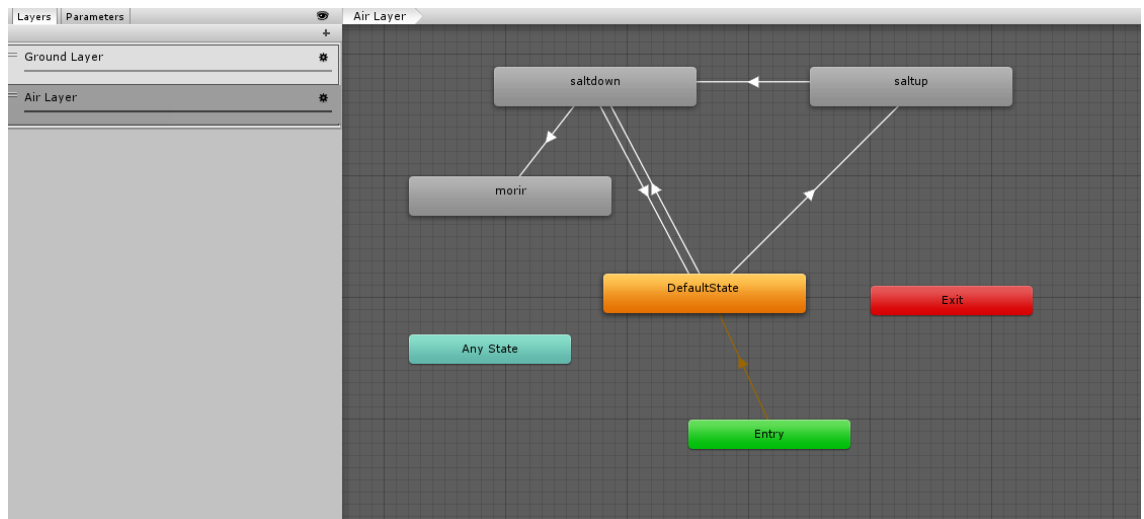 Layers Parameters
Air Layer
Ground Layer
Air Layer
saltdown
saltup
morir
DefaultState
Exit
Any State
Entry